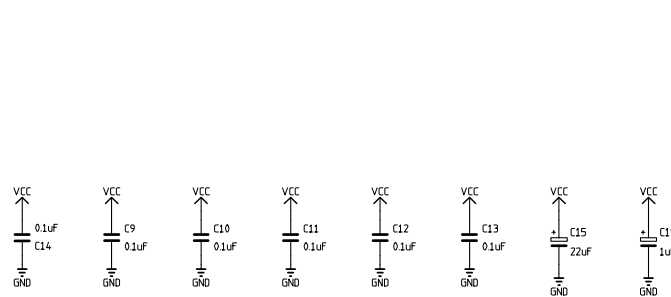 VCC VCC VCC VCC VCC VCC VCC VCC
0.1uF C9 C10 C11 C12 C13 + C15 +
C14 0.1uF 0.1uF 0.1uF 0.1uF 0.1uF 22uF
GND GND GND GND GND GND
GND GND